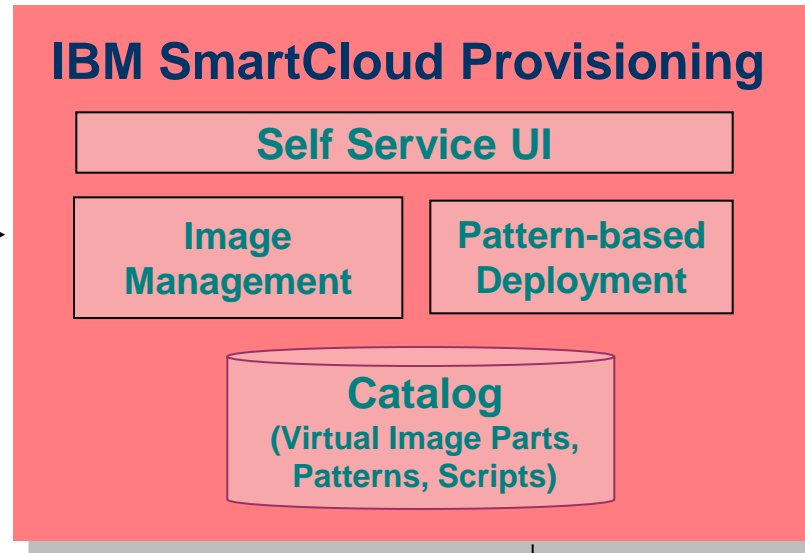 IBM SmartCloud Provisioning
Self Service UI
Image
Management
Pattern-based
Deployment
Catalog
(Virtual Image Parts,
Patterns, Scripts)